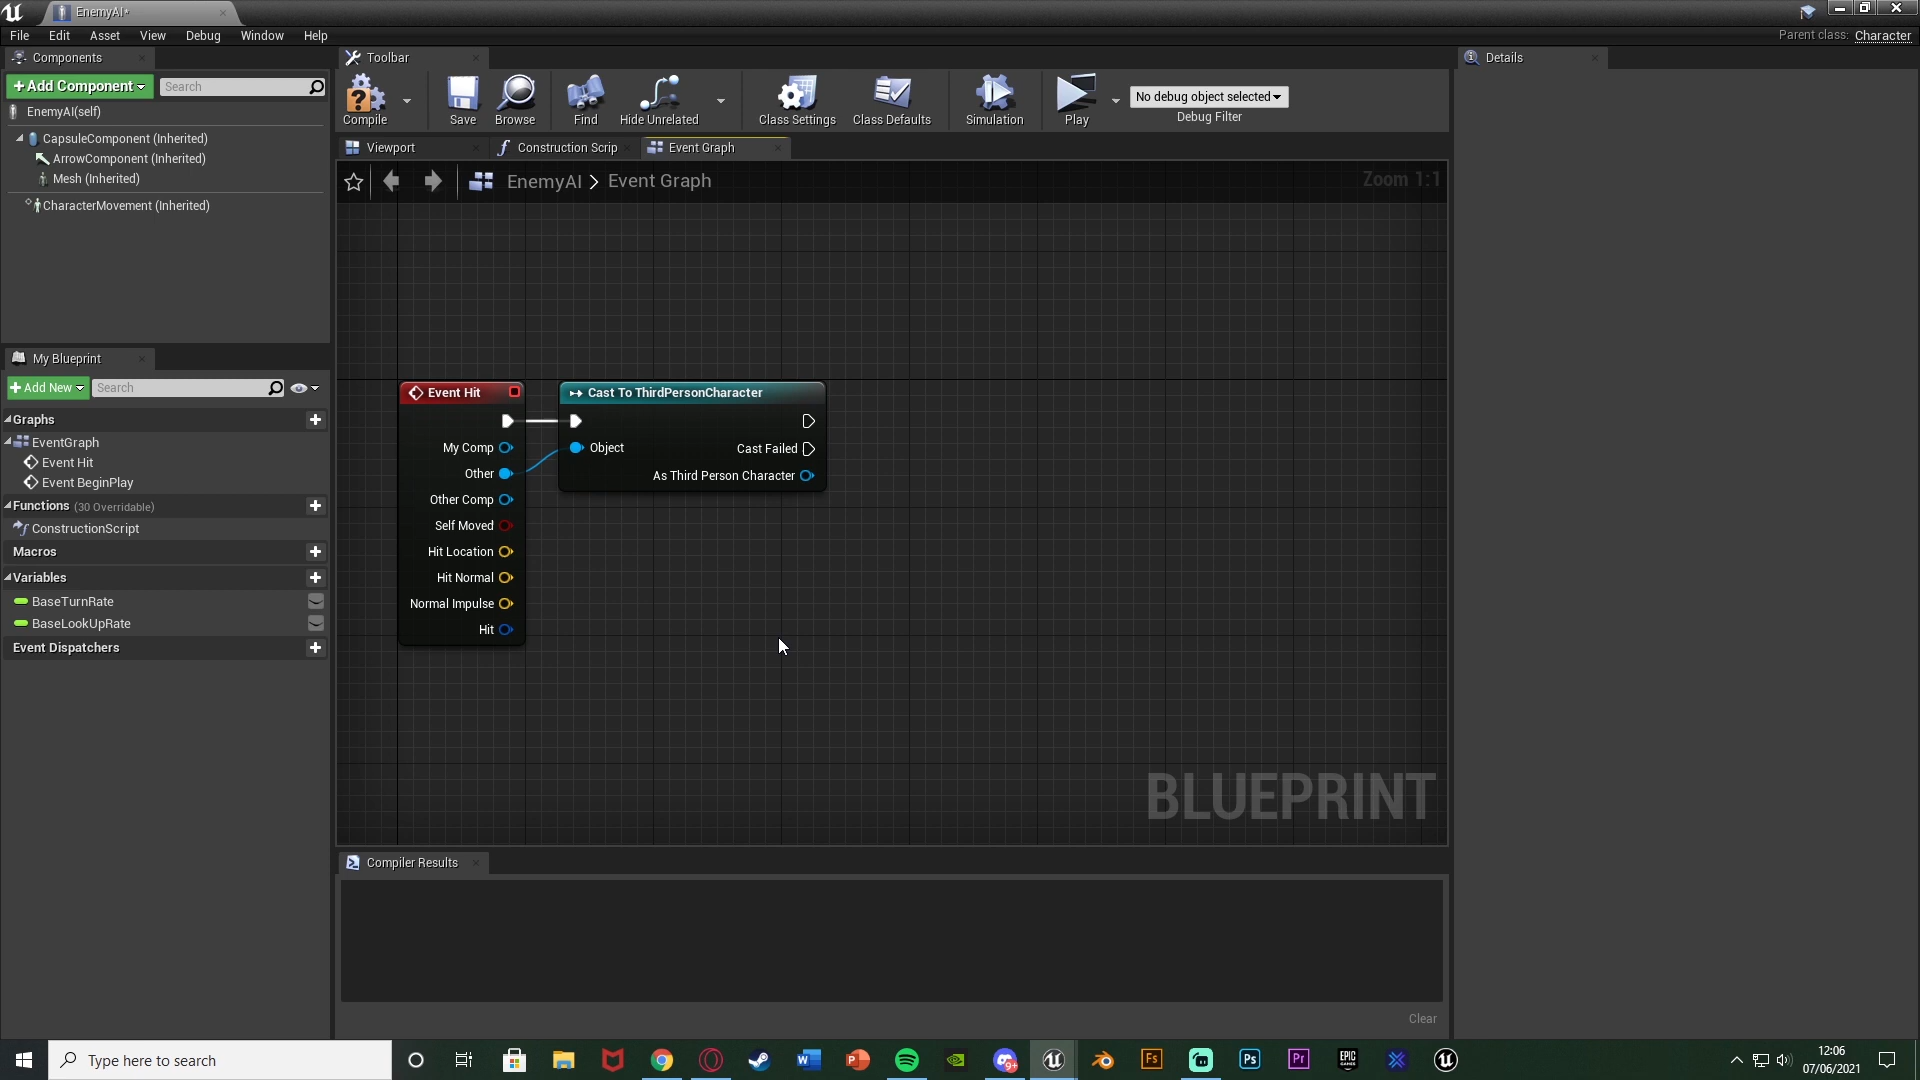 EnemyAI*
File Edit Asset View Debug Window Help
Parent class: Character
Components
Toolbar
Details
+Add Component
Search
EnemyAI(self)
CapsuleComponent (Inherited)
ArrowComponent (Inherited)
Mesh (Inherited)
CharacterMovement (Inherited)
Compile
Save
Browse
Find
Hide Unrelated
Class Settings
Class Defaults
Simulation
Play
No debug object selected
Debug Filter
Viewport
Construction Scrip
Event Graph
EnemyAI > Event Graph
Zoom 1:1
My Blueprint
+Add New
Search
Graphs
EventGraph
Event Hit
Event BeginPlay
Functions (30 Overridable)
ConstructionScript
Macros
Variables
BaseTurnRate
BaseLookUpRate
Event Dispatchers
Event Hit
My Comp
Other
Other Comp
Self Moved
Hit Location
Hit Normal
Normal Impulse
Hit
Cast To ThirdPersonCharacter
Object
Cast Failed
As Third Person Character
BLUEPRINT
Compiler Results
Clear
Type here to search
9+
Fs
Ps
Pr
EPIC
GAMES
12:06
07/06/2021